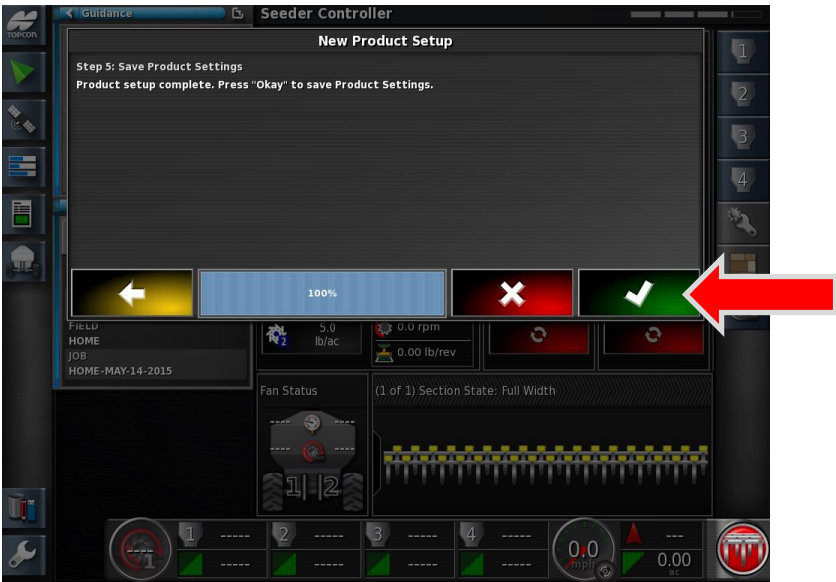 Guidance
Seeder Controller
TOPCON
New Product Setup
Step 5: Save Product Settings
Product setup complete. Press "Okay" to save Product Settings.
100%
1
2
3
4
FIELD
HOME
JOB
HOME-MAY-14-2015
2
5.0
lb/ac
0.0 rpm
0.00 lb/rev
Fan Status
(1 of 1) Section State: Full Width
----
----
----
----
1 2
----
1
1 -----
-----
2 -----
-----
3 -----
-----
4 -----
-----
0.0
mph
---
0.00
ac